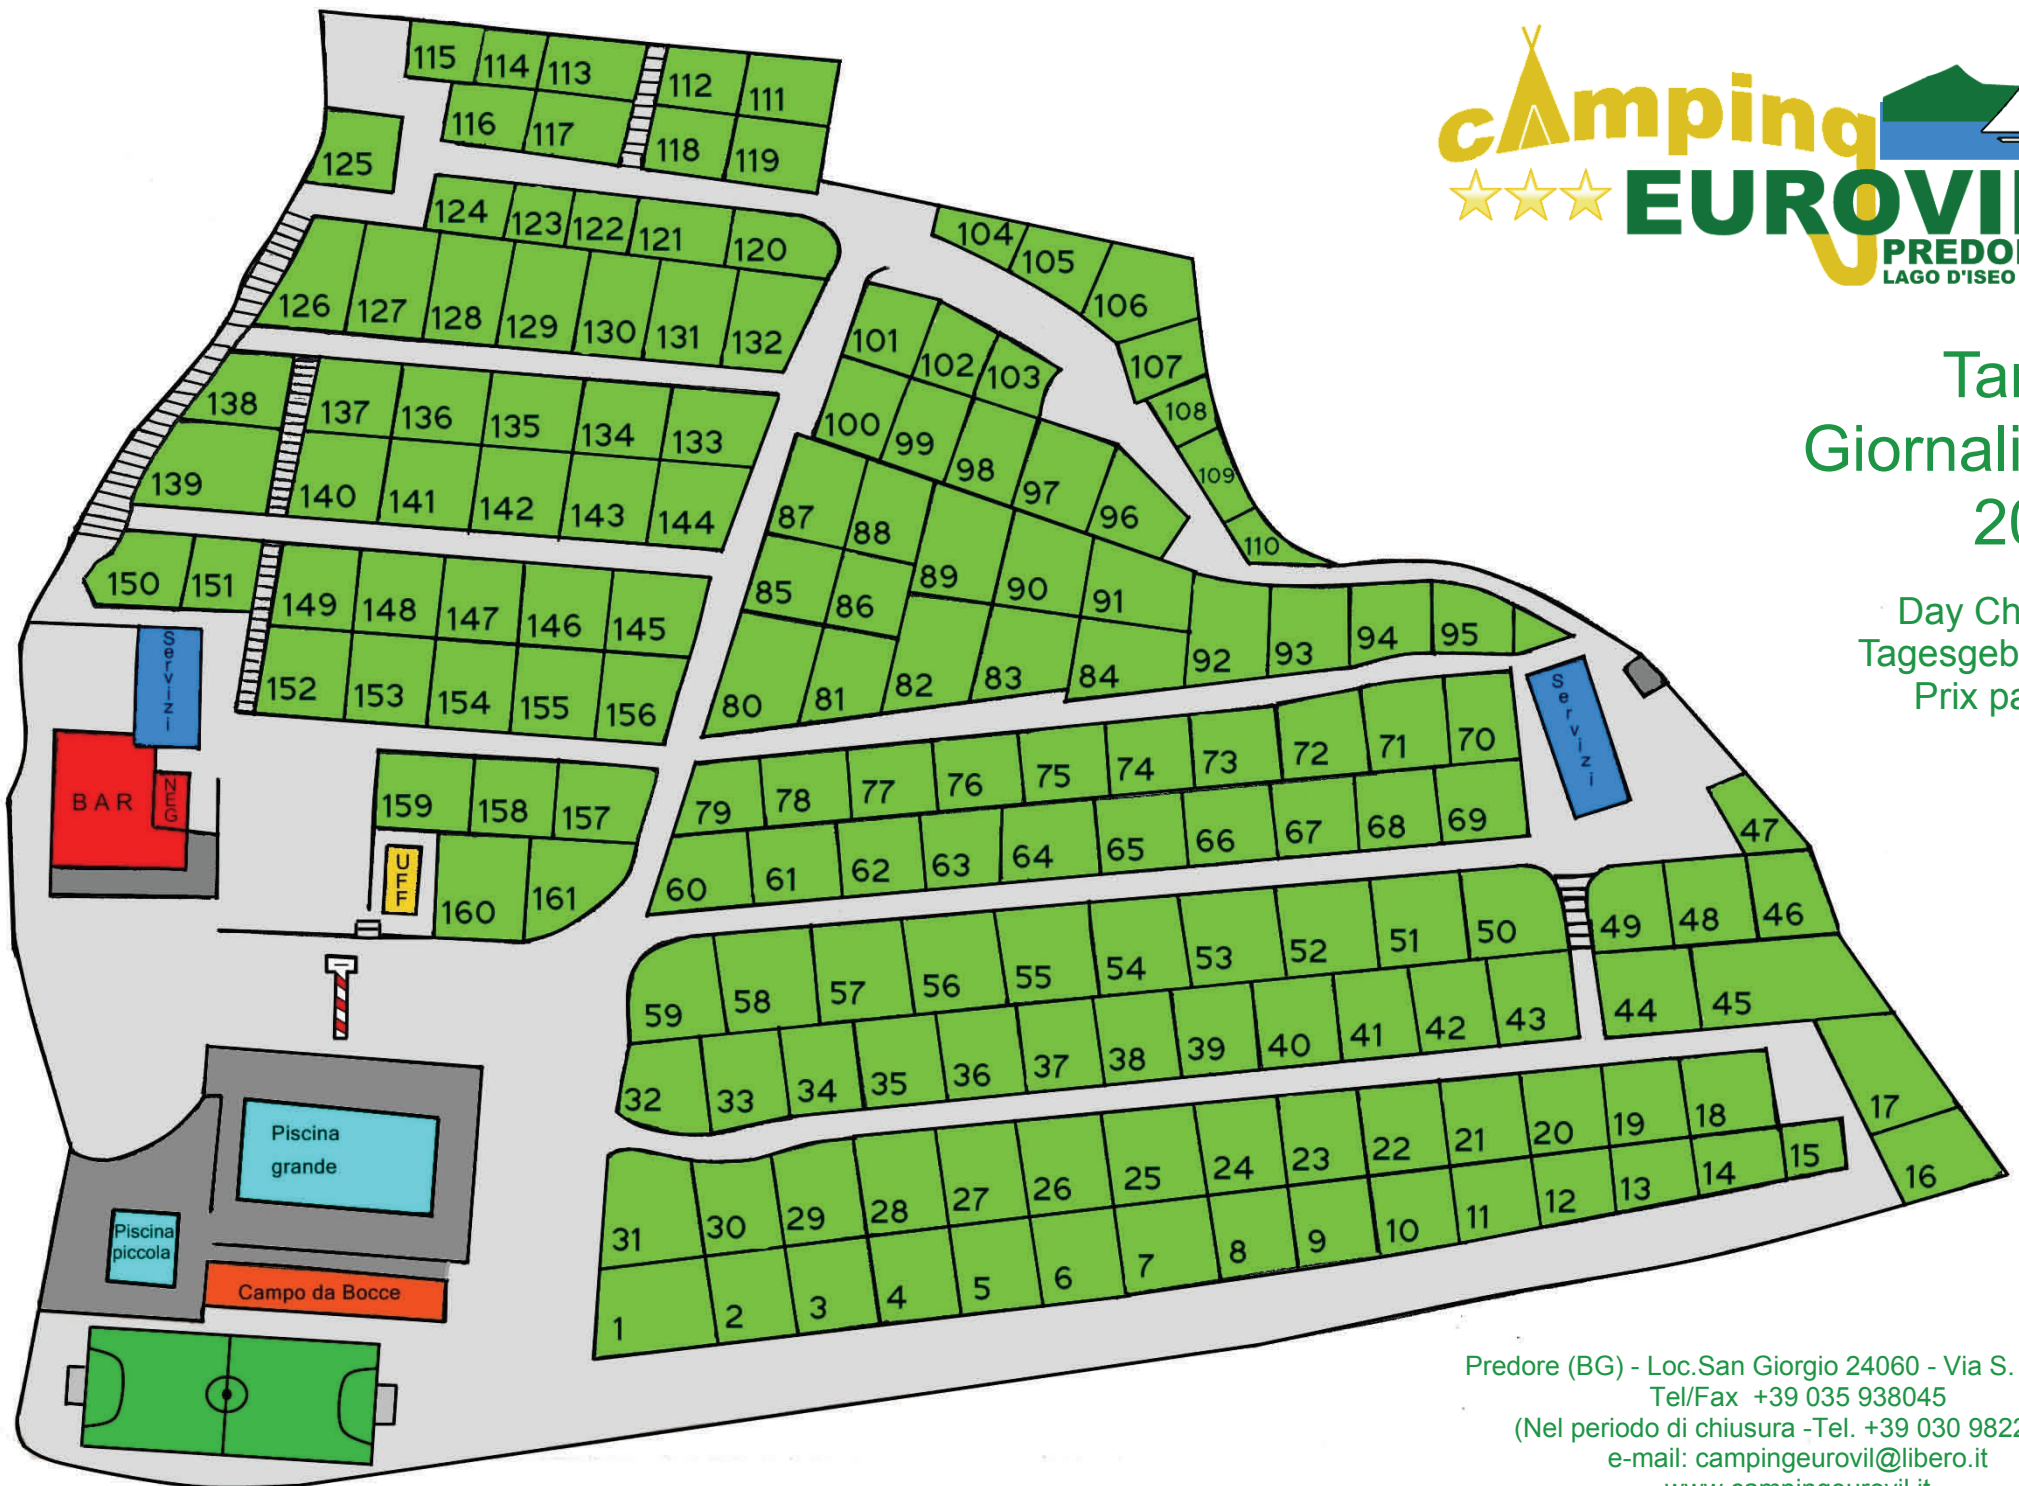 115 114 113 112 111
116 117 118 119
125
124 123 122 121 120
104 105 106
126 127 128 129 130 131 132
101 102 103
107
108
109
110
138 137 136 135 134 133
100 99 98 97 96
139 140 141 142 143 144
87 88
89 90 91
150 151 149 148 147 146 145
85 86
92 93 94 95
152 153 154 155 156
80 81 82 83 84
Servizi
BAR
NEG
159 158 157
UFF
160 161
79 78 77 76 75 74 73 72 71 70
60 61 62 63 64 65 66 67 68 69
Servizi
47
49 48 46
59 58 57 56 55 54 53 52 51 50
44 45
32 33 34 35 36 37 38 39 40 41 42 43
17
16
31 30 29 28 27 26 25 24 23 22 21 20 19 18
1 2 3 4 5 6 7 8 9 10 11 12 13 14 15
Piscina
grande
Piscina
piccola
Campo da Bocce
cAmping
EUROVI
PREDO
LAGO D'ISEO
Giornali
20
Day Ch
Tagesgeb
Prix pa
Predore (BG) - Loc.San Giorgio 24060 - Via S.
Tel/Fax +39 035 938045
(Nel periodo di chiusura -Tel. +39 030 9822
e-mail: campingeurovil@libero.it
www.campingeurovil.it